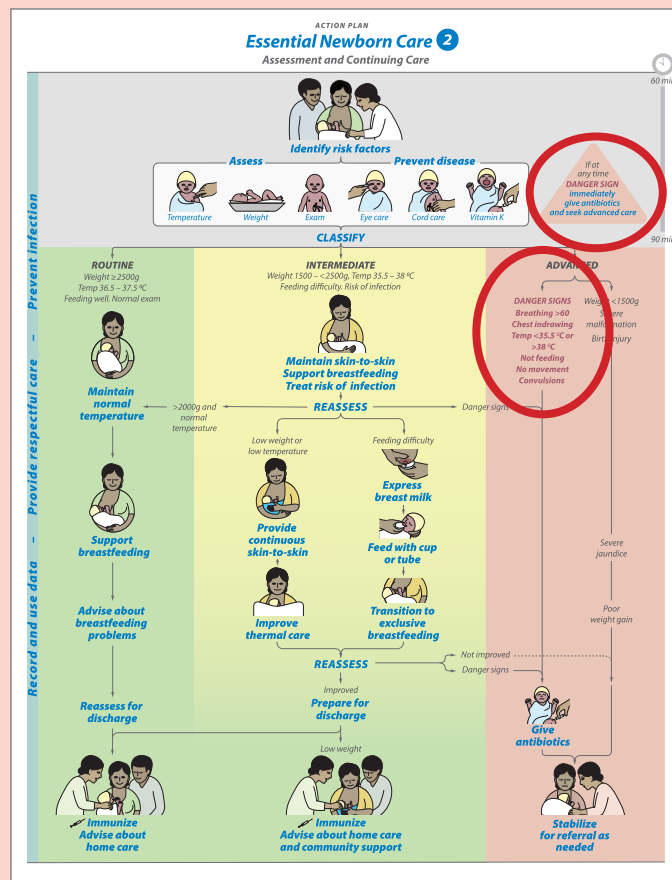 ACTION PLAN
Essential Newborn Care 2
Assessment and Continuing Care
60 min
Identify risk factors
Assess
Prevent disease
Temperature
Weight
Exam
Eye care
Cord care
Vitamin K
If at
any time
DANGER SIGN
immediately
give antibiotics
and seek advanced care
CLASSIFY
90 min
Prevent infection – Provide respectful care – Record and use data
ROUTINE
Weight ≥2500g
Temp 36.5 - 37.5 ºC
Feeding well. Normal exam
Maintain
normal
temperature
Support
breastfeeding
Advise about
breastfeeding
problems
Reassess for
discharge
Immunize
Advise about
home care
INTERMEDIATE
Weight 1500 – <2500g, Temp 35.5 – 38 ºC
Feeding difficulty. Risk of infection
Maintain skin-to-skin
Support breastfeeding
Treat risk of infection
REASSESS
>2000g and
normal
temperature
Danger signs
Low weight or
low temperature
Provide
continuous
skin-to-skin
Improve
thermal care
Feeding difficulty
Express
breast milk
Feed with cup
or tube
Transition to
exclusive
breastfeeding
REASSESS
Not improved
Danger signs
Improved
Prepare for
discharge
Low weight
Immunize
Advise about home care
and community support
ADVANCED
DANGER SIGNS
Breathing >60
Chest indrawing
Temp <35.5 ºC or
>38 ºC
Not feeding
No movement
Convulsions
Weight <1500g
Severe
malformation
Birth injury
Severe
jaundice
Poor
weight gain
Give
antibiotics
Stabilize
for referral as
needed